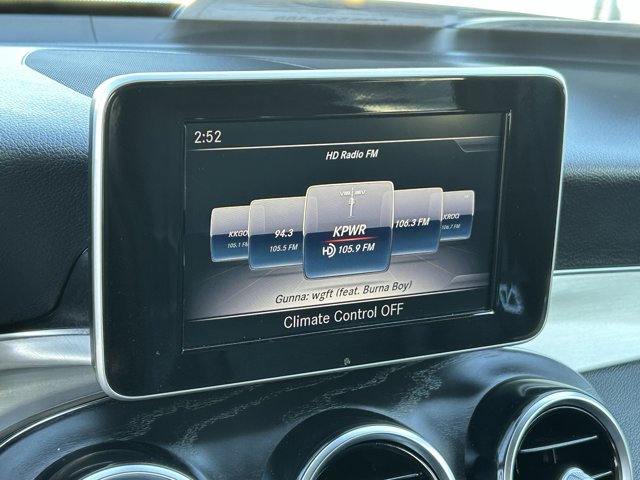 2:52
HD Radio FM
KKGO
105.1 FM
94.3
105.5 FM
KPWR
105.9 FM
106.3 FM
KROQ
106.7 FM
Gunna: wgft (feat. Burna Boy)
Climate Control OFF